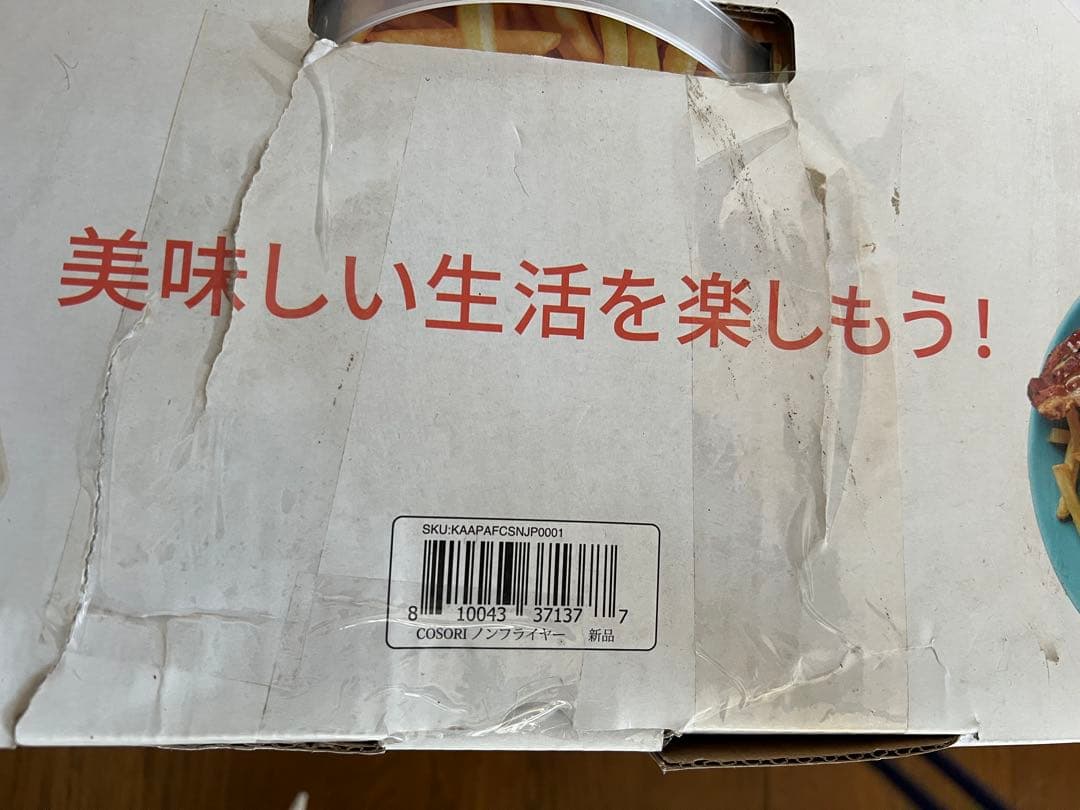 美味しい生活を楽しもう!
SKU:KAAPAFCSNJP0001
8 10043 37137 7
COSORI ノンフライヤー 新品